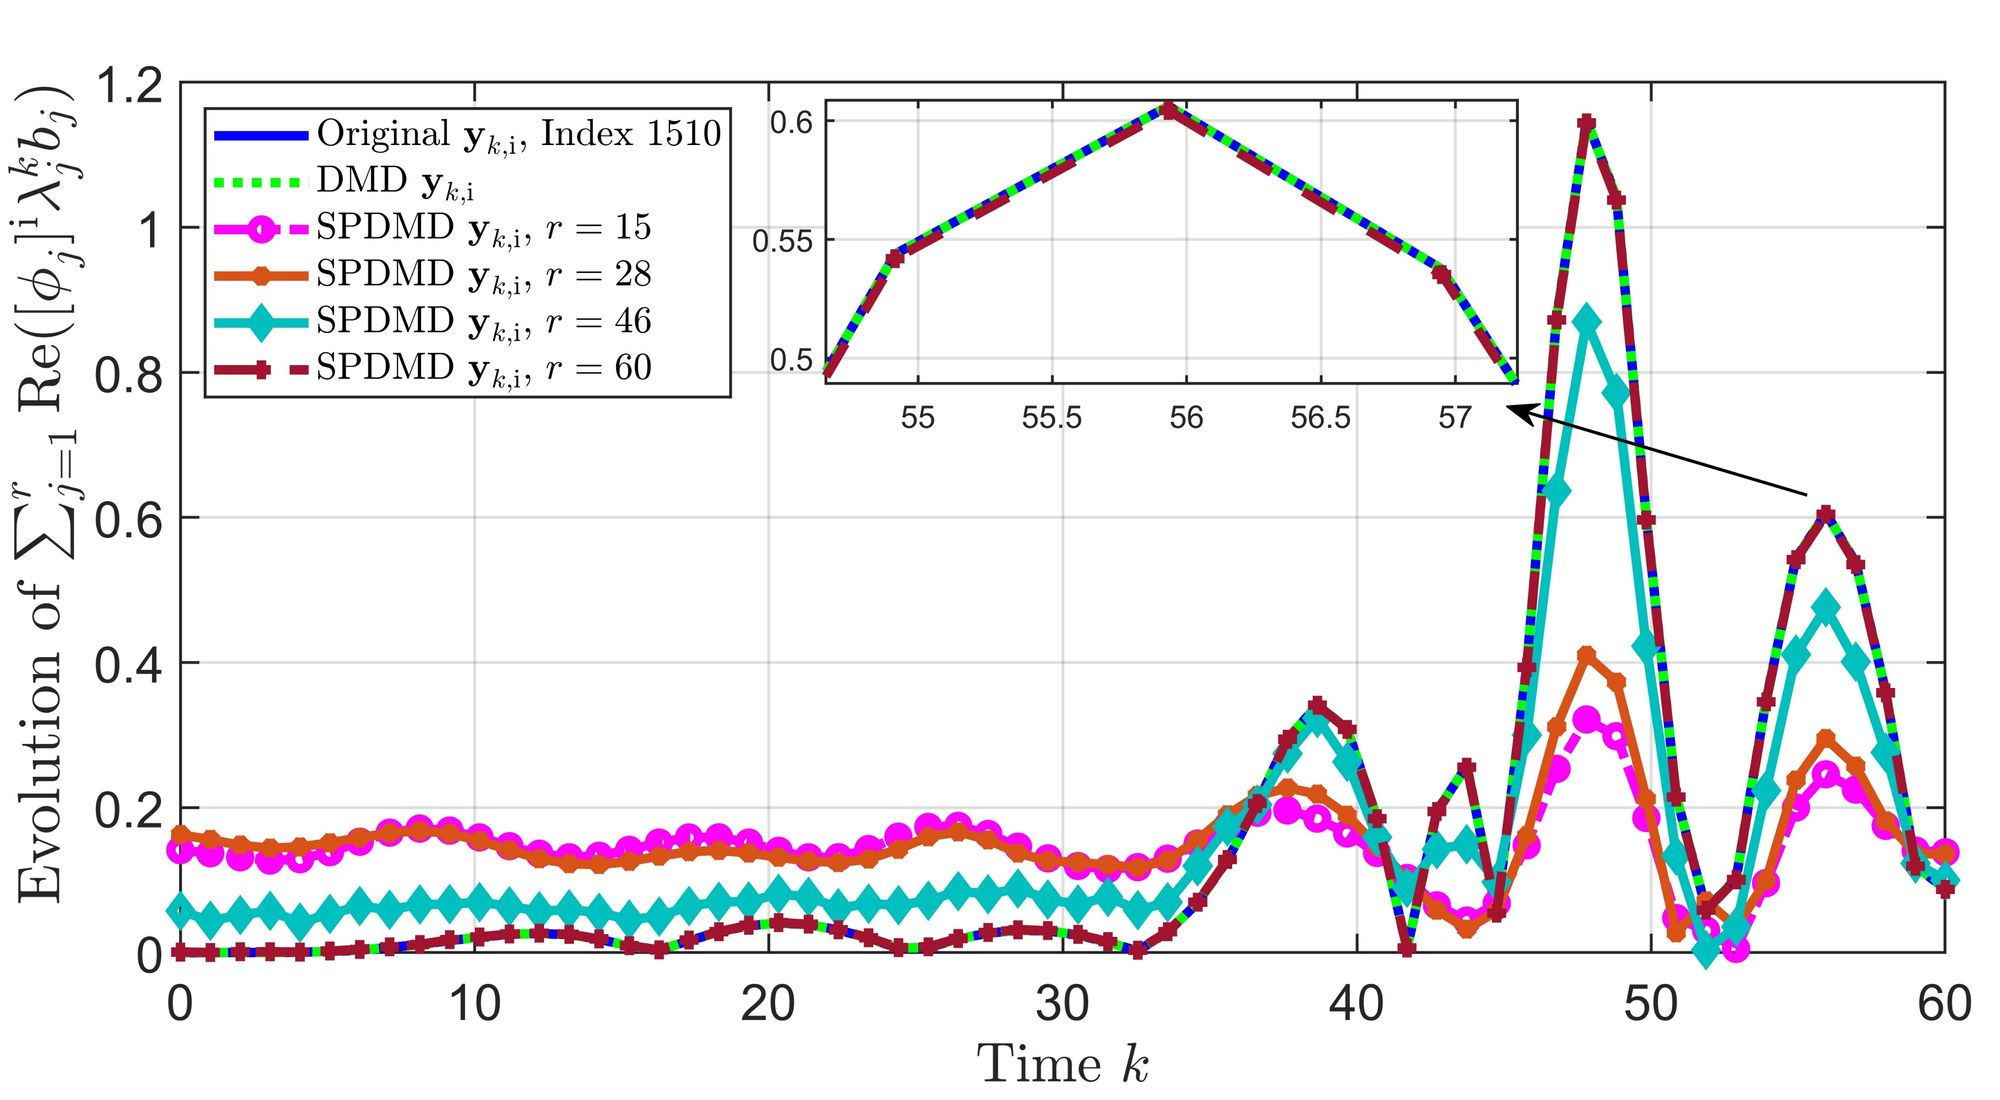 Evolution of ∑_{j=1}^{r} Re([ϕ_j]^i λ_j^k b_j)
1.2
1
0.8
0.6
0.4
0.2
0
Original y_{k,i}, Index 1510
DMD y_{k,i}
SPDMD y_{k,i}, r = 15
SPDMD y_{k,i}, r = 28
SPDMD y_{k,i}, r = 46
SPDMD y_{k,i}, r = 60
0.6
0.55
0.5
55 55.5 56 56.5 57
0 10 20 30 40 50 60
Time k